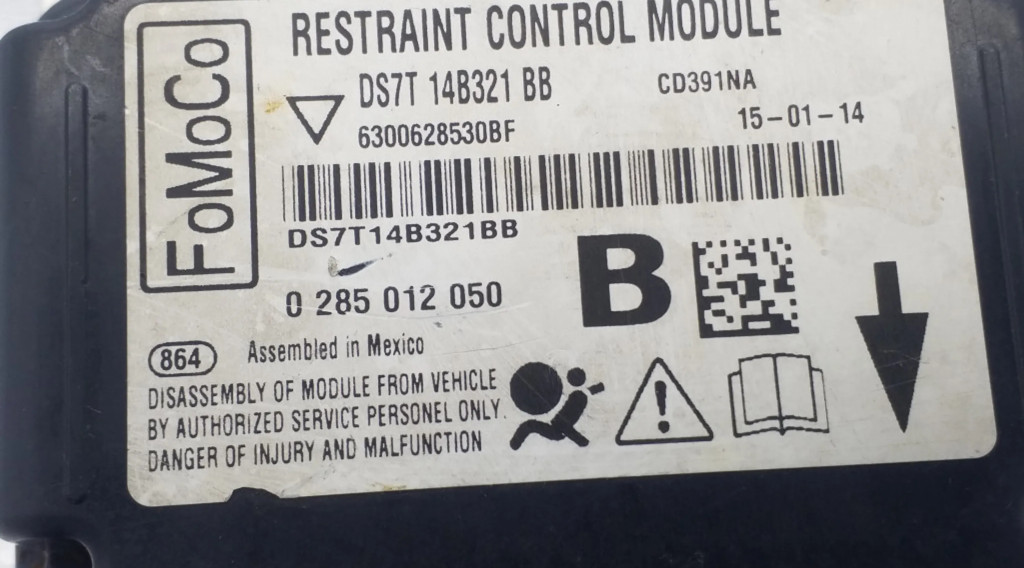 FoMoCo
RESTRAINT CONTROL MODULE
DS7T 14B321 BB
CD391NA
6300628530BF
15-01-14
DS7T14B321BB
B
0 285 012 050
864
Assembled in Mexico
DISASSEMBLY OF MODULE FROM VEHICLE
BY AUTHORIZED SERVICE PERSONEL ONLY.
DANGER OF INJURY AND MALFUNCTION